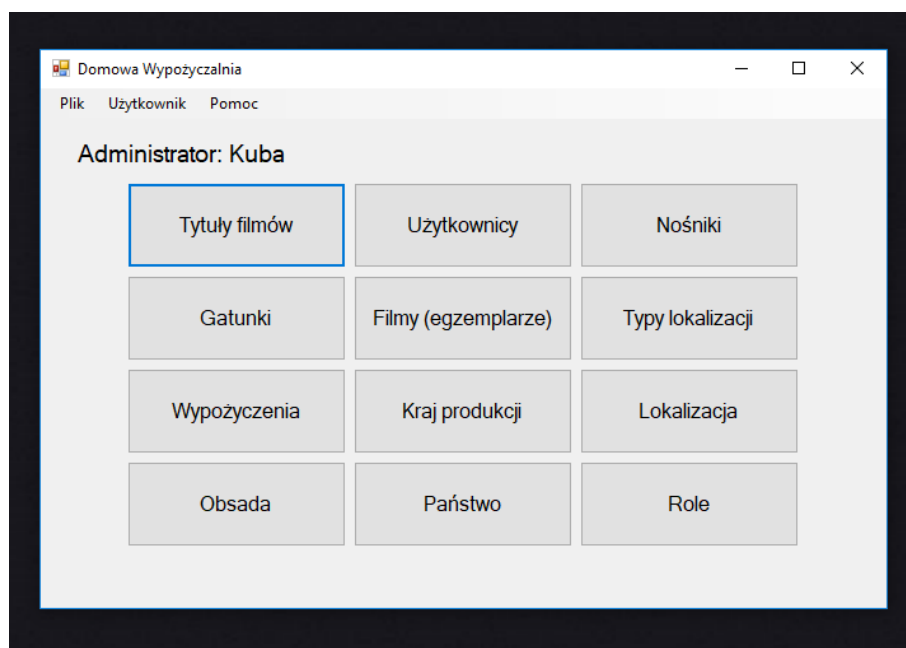 Domowa Wypożyczalnia
Plik Użytkownik Pomoc
Administrator: Kuba
Tytuły filmów Użytkownicy Nośniki
Gatunki Filmy (egzemplarze) Typy lokalizacji
Wypożyczenia Kraj produkcji Lokalizacja
Obsada Państwo Role